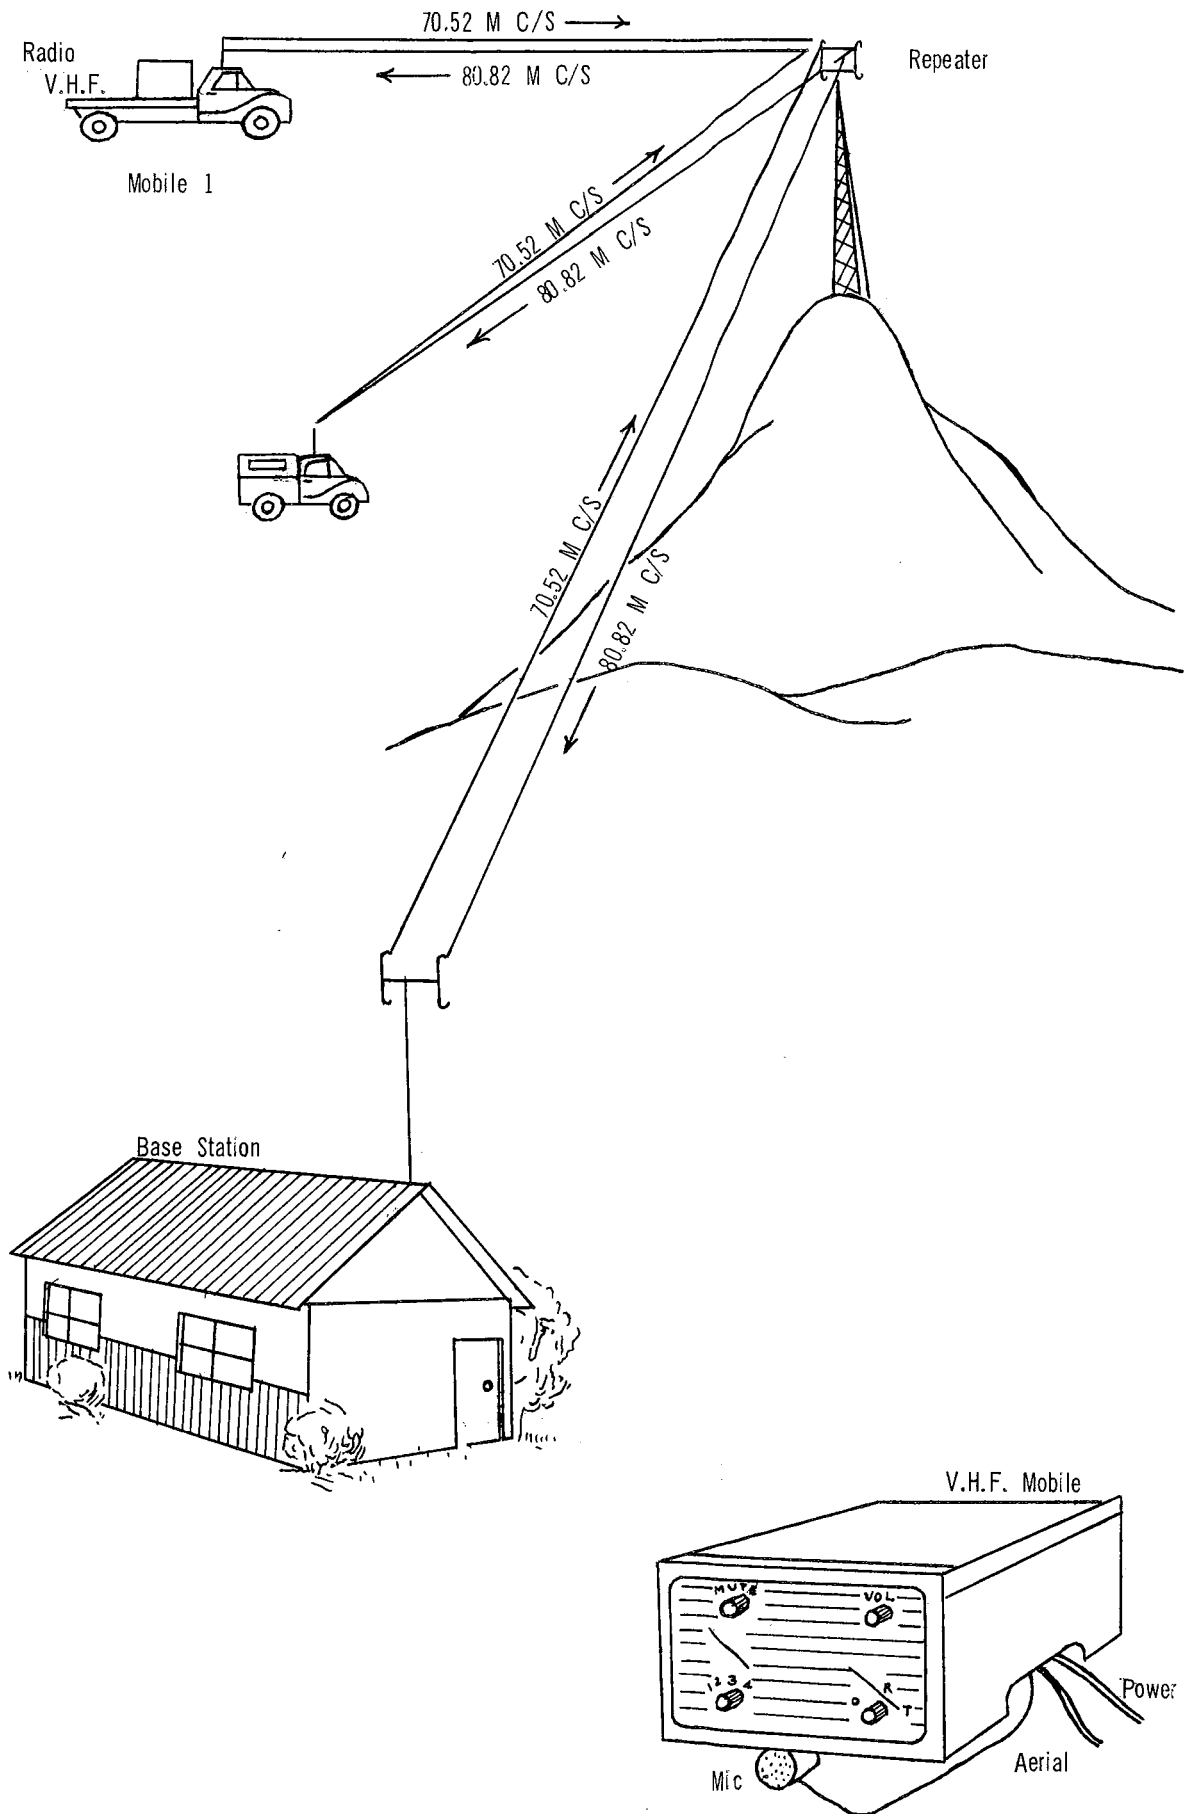 70.52 M C/S
Radio
V.H.F.
80.82 M C/S
Repeater
Mobile 1
70.52 M C/S
80.82 M C/S
70.52 M C/S
80.82 M C/S
Base Station
V.H.F. Mobile
MUTE
VOL
1 2 3 4
O R T
Power
Aerial
Mic